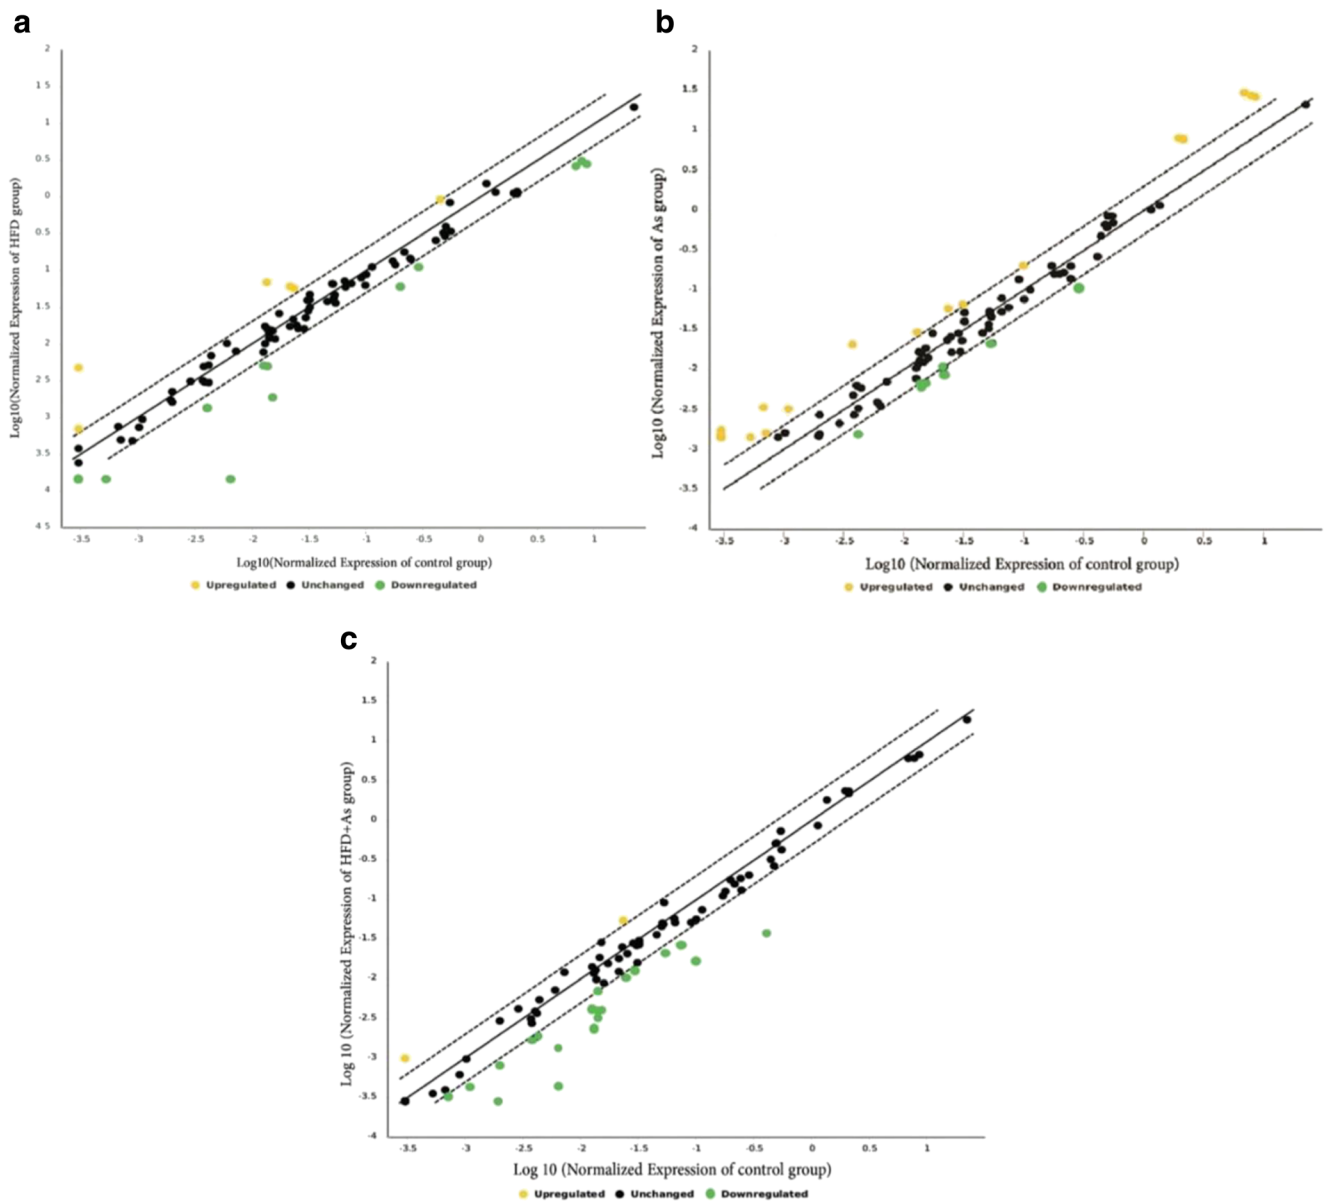 a
Log10(Normalized Expression of HFD group)
2
1 5
1
0.5
0
0.5
1
1.5
2
2 5
3
3.5
4
4 5
-3.5 -3 -2.5 -2 -1.5 -1 -0.5 0 0.5 1
Log10(Normalized Expression of control group)
Upregulated Unchanged Downregulated
b
Log10 (Normalized Expression of As group)
2
1.5
1
0.5
0
-0.5
-1
-1.5
-2
-2.5
-3
-3.5
-4
-3.5 -3 -2.5 -2 -1.5 -1 -0.5 0 0.5 1
Log10 (Normalized Expression of control group)
Upregulated Unchanged Downregulated
c
Log 10 (Normalized Expression of HFD+As group)
2
1.5
1
0.5
0
-0.5
-1
-1.5
-2
-2.5
-3
-3.5
-4
-3.5 -3 -2.5 -2 -1.5 -1 -0.5 0 0.5 1
Log 10 (Normalized Expression of control group)
Upregulated Unchanged Downregulated